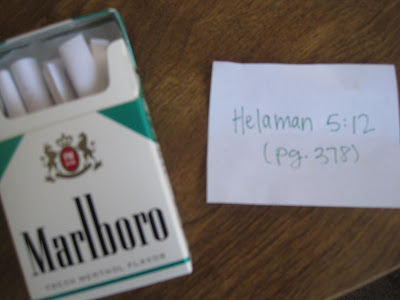 Marlboro
FRESH MENTHOL FLAVOR
Helaman 5:12
(pg. 378)